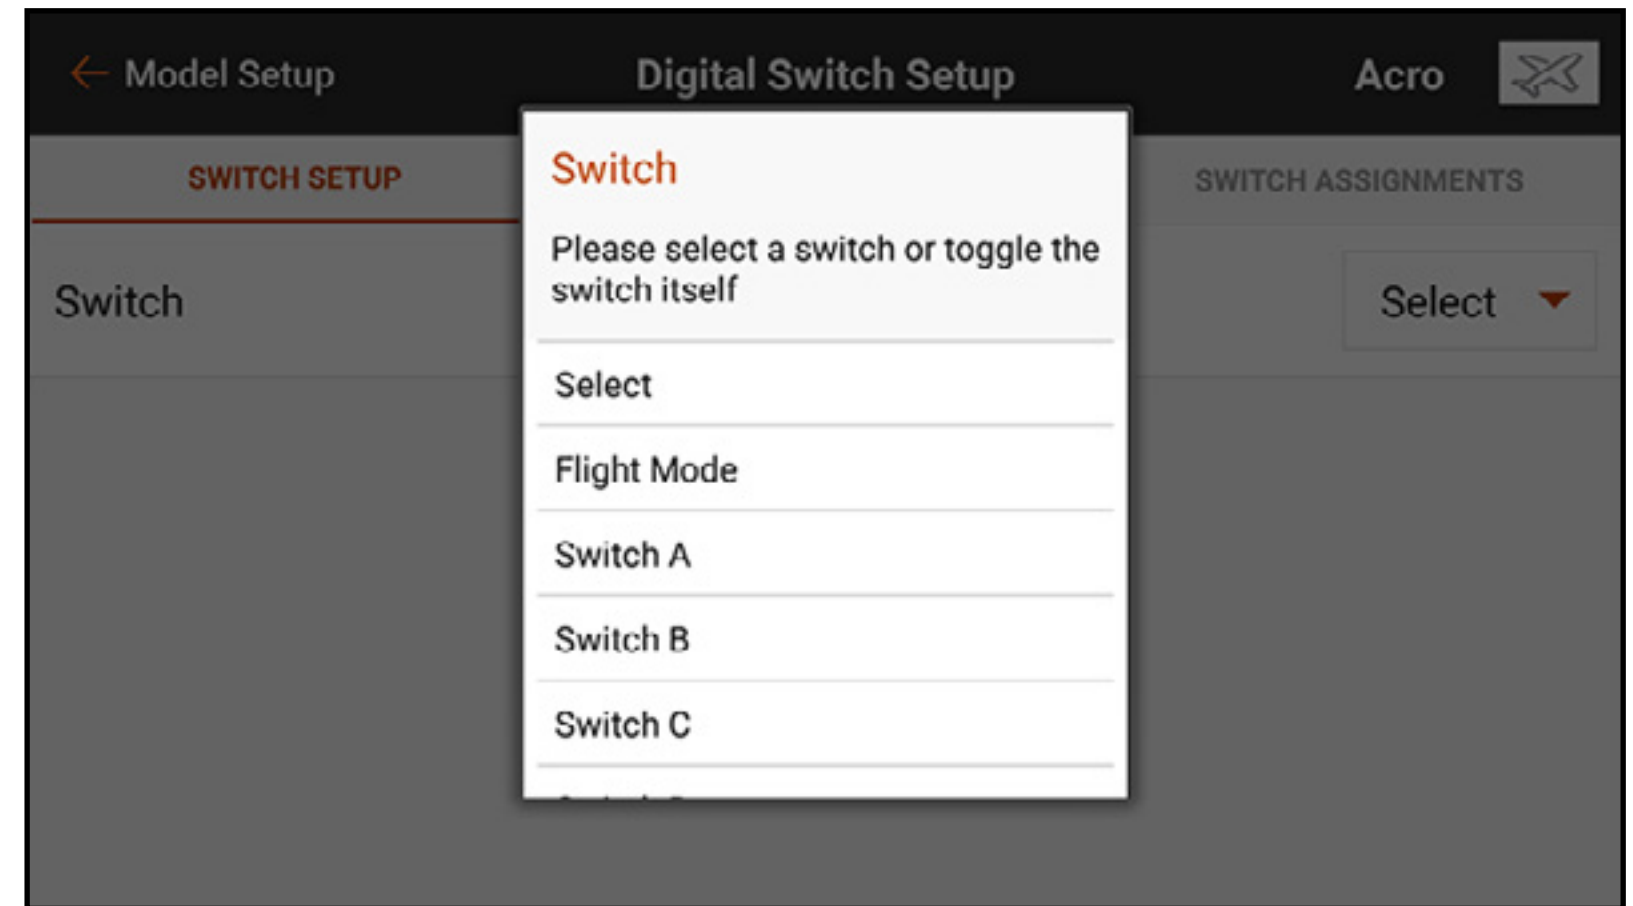 ← Model Setup
Digital Switch Setup
Acro
SWITCH SETUP
SWITCH ASSIGNMENTS
Switch
Select
Switch
Please select a switch or toggle the
switch itself
Select
Flight Mode
Switch A
Switch B
Switch C